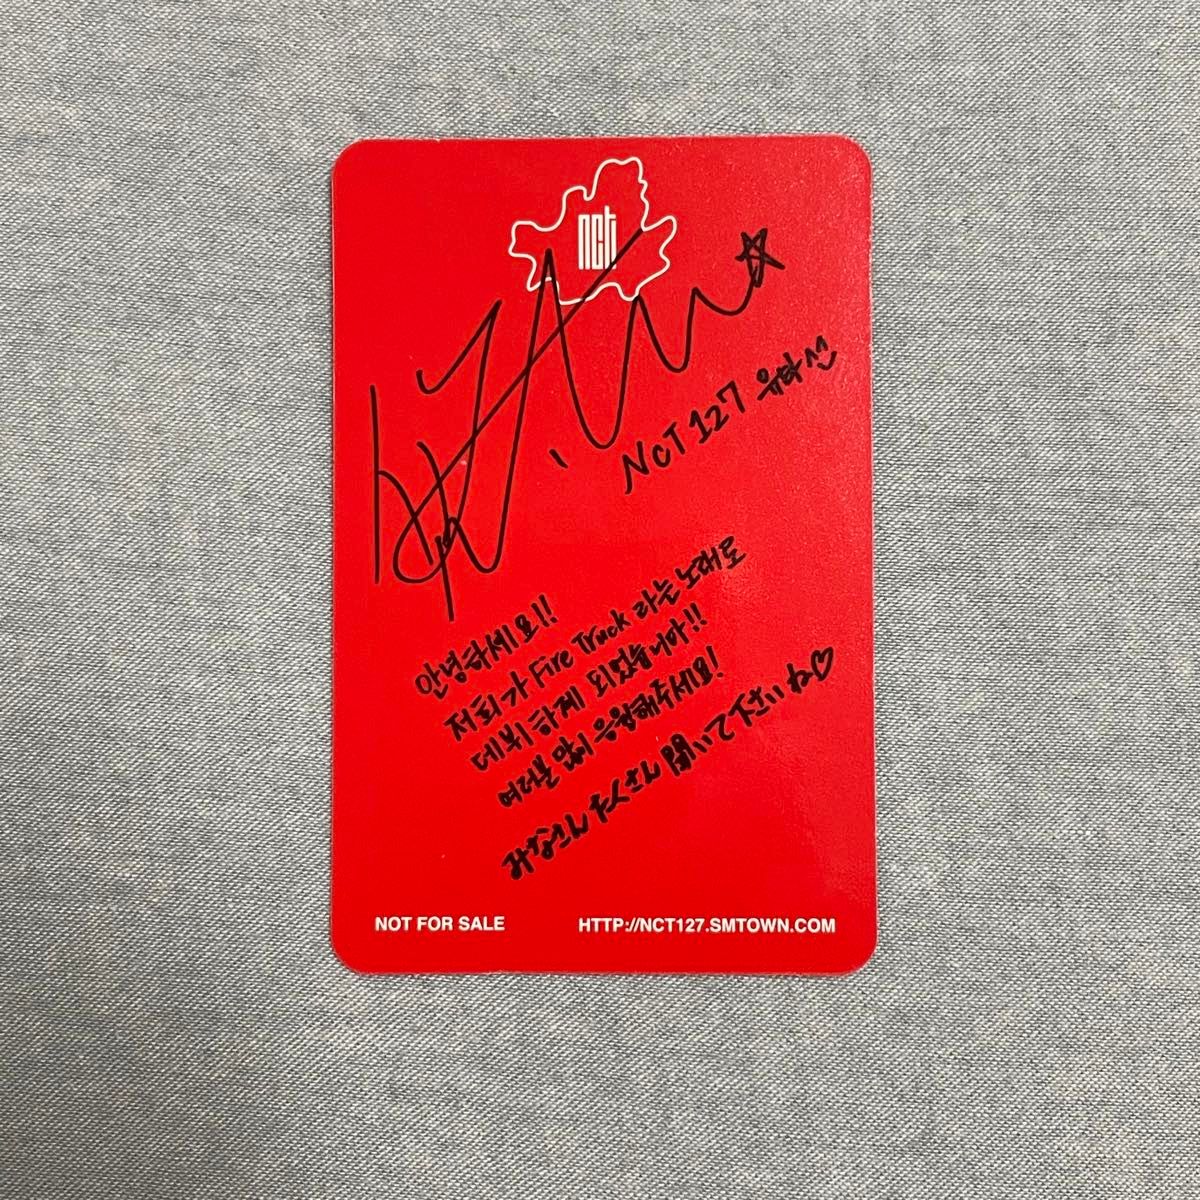 nct
NCT 127 유타 
안녕하세요!!
저희가 Fire Truck 라는 노래로
데뷔 하게 되었습니다!!
여러분 많이 응원해주세요!
みなさん たくさん 聞いて下さいね♡
NOT FOR SALE HTTP://NCT127.SMTOWN.COM